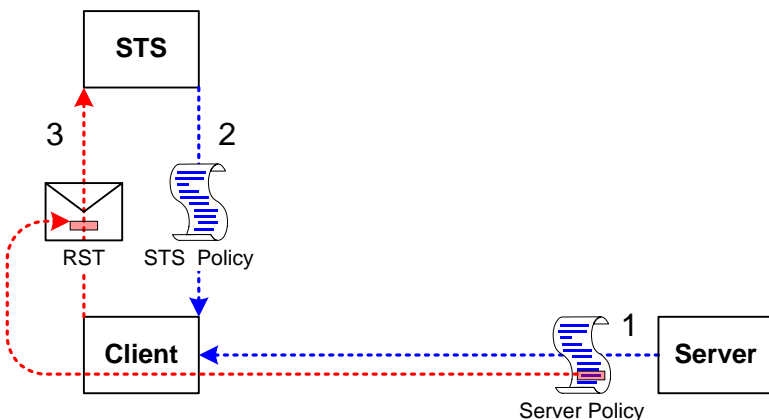 STS
3
2
RST
STS Policy
1
Client
Server
Server Policy